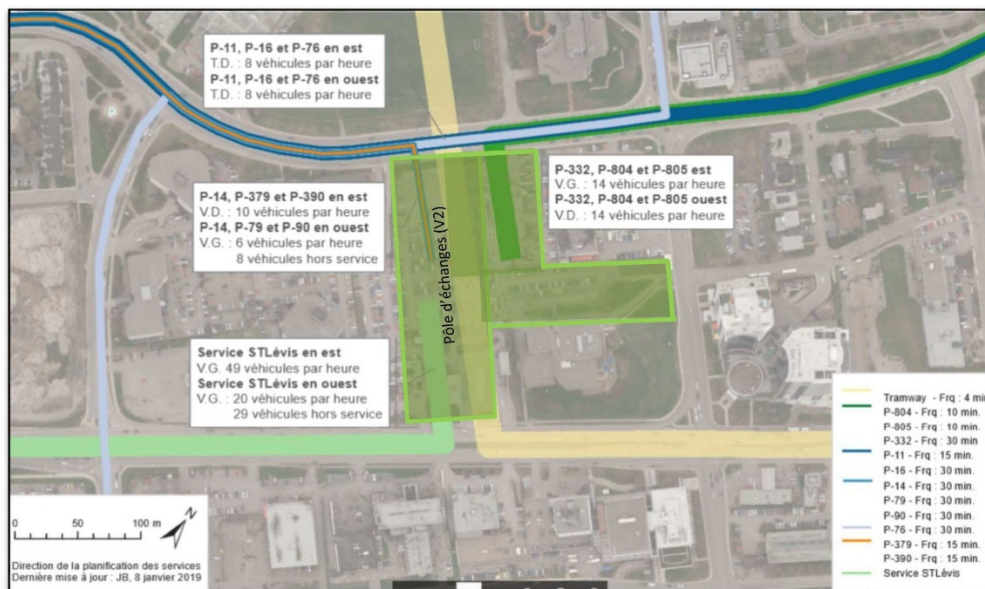 P-11, P-16 et P-76 en est
T.D. : 8 véhicules par heure
P-11, P-16 et P-76 en ouest
T.D. : 8 véhicules par heure
P-332, P-804 et P-805 est
V.G. : 14 véhicules par heure
P-332, P-804 et P-805 ouest
V.D. : 14 véhicules par heure
P-14, P-379 et P-390 en est
V.D. : 10 véhicules par heure
P-14, P-79 et P-90 en ouest
V.G. : 6 véhicules par heure
8 véhicules hors service
Pôle d'échanges (V2)
Service STLévis en est
V.G. 49 véhicules par heure
Service STLévis en ouest
V.G. : 20 véhicules par heure
29 véhicules hors service
Tramway - Frq : 4 min
P-804 - Frq : 10 min.
P-805 - Frq : 10 min.
P-332 - Frq : 30 min
P-11 - Frq : 15 min.
P-16 - Frq : 30 min.
P-14 - Frq : 30 min.
P-79 - Frq : 30 min.
P-90 - Frq : 30 min.
P-76 - Frq : 30 min.
P-379 - Frq : 15 min.
P-390 - Frq : 15 min.
Service STLévis
0 50 100 m
Direction de la planification des services
Dernière mise à jour : JB, 8 janvier 2019